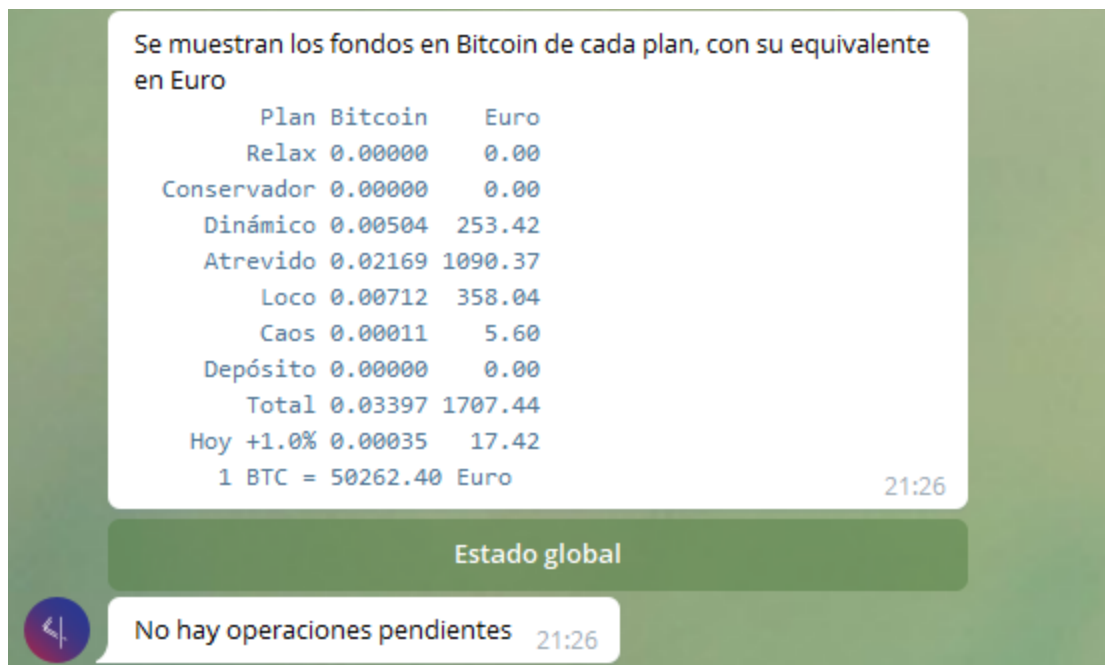 Se muestran los fondos en Bitcoin de cada plan, con su equivalente
en Euro
Plan Bitcoin Euro
Relax 0.00000 0.00
Conservador 0.00000 0.00
Dinámico 0.00504 253.42
Atrevido 0.02169 1090.37
Loco 0.00712 358.04
Caos 0.00011 5.60
Depósito 0.00000 0.00
Total 0.03397 1707.44
Hoy +1.0% 0.00035 17.42
1 BTC = 50262.40 Euro
21:26
Estado global
No hay operaciones pendientes 21:26